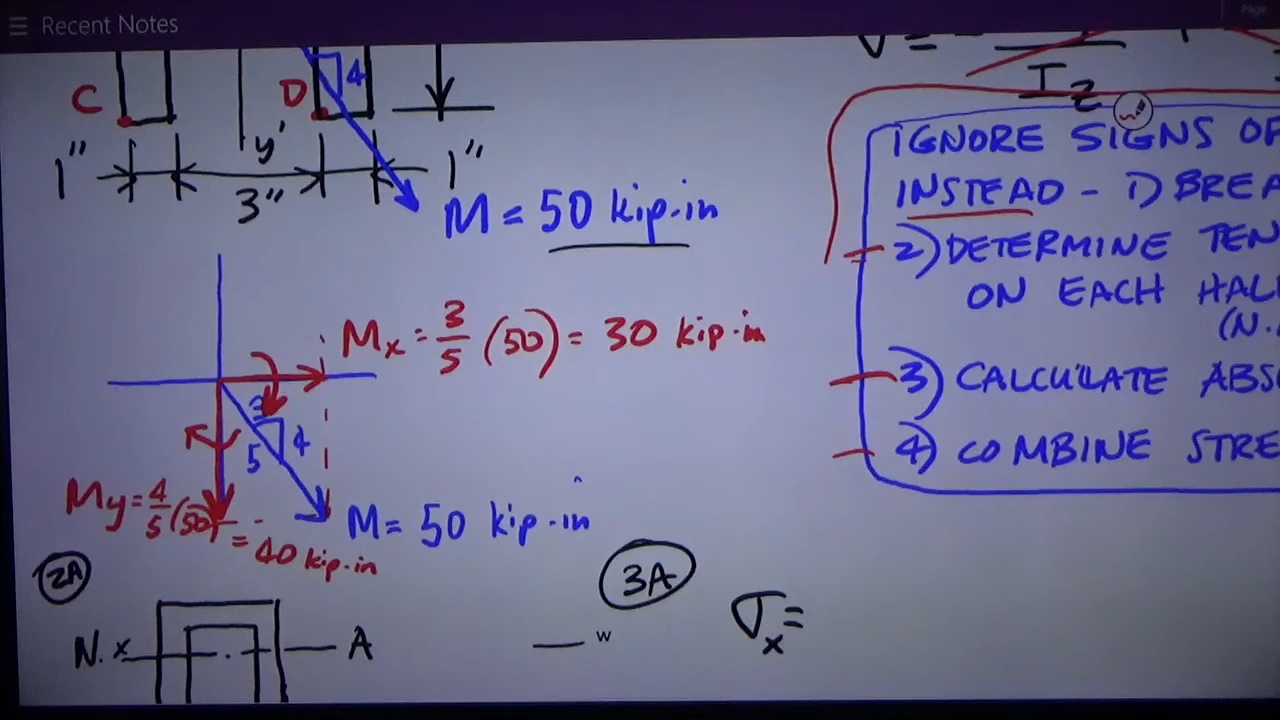 Recent Notes
Page
I z
C
D
4
y'
1"
3"
1"
M = 50 kip·in
IGNORE SIGNS OF
INSTEAD - 1) BREA
2) DETERMINE TEN
ON EACH HAL
(N.
3) CALCULATE ABS
4) COMBINE STRE
Mx = 3/5 (50) = 30 kip·in
3
4
5
My = 4/5 (50)
= 40 kip·in
M = 50 kip·in
2A
3A
N. x A
w
σx =